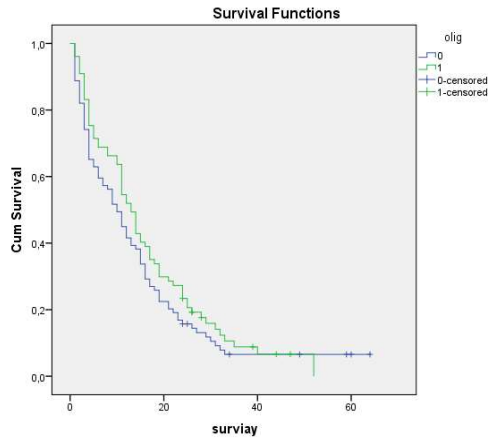 Survival Functions
olig
0
1
0-censored
1-censored
Cum Survival
1,0
0,8
0,6
0,4
0,2
0,0
0
20
40
60
surviay